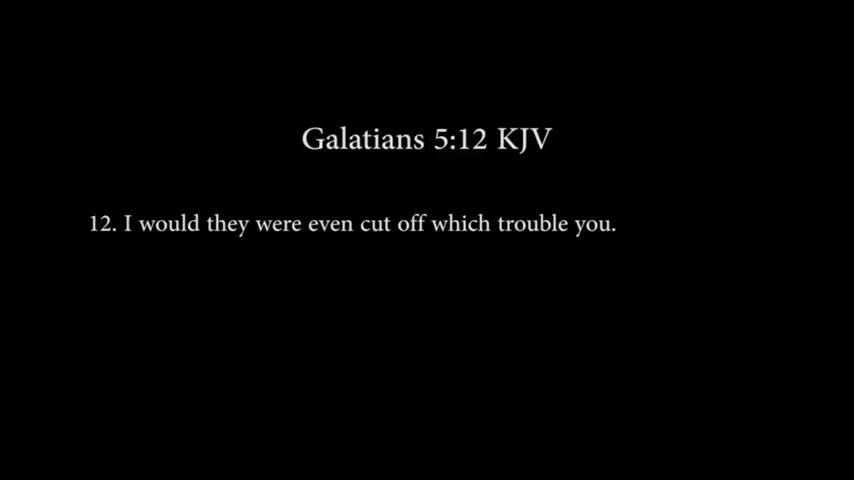 Galatians 5:12 KJV
12. I would they were even cut off which trouble you.